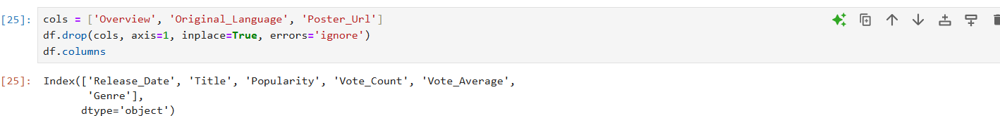 [25]: cols = ['Overview', 'Original_Language', 'Poster_Url']
df.drop(cols, axis=1, inplace=True, errors='ignore')
df.columns
[25]: Index(['Release_Date', 'Title', 'Popularity', 'Vote_Count', 'Vote_Average',
'Genre'],
dtype='object')